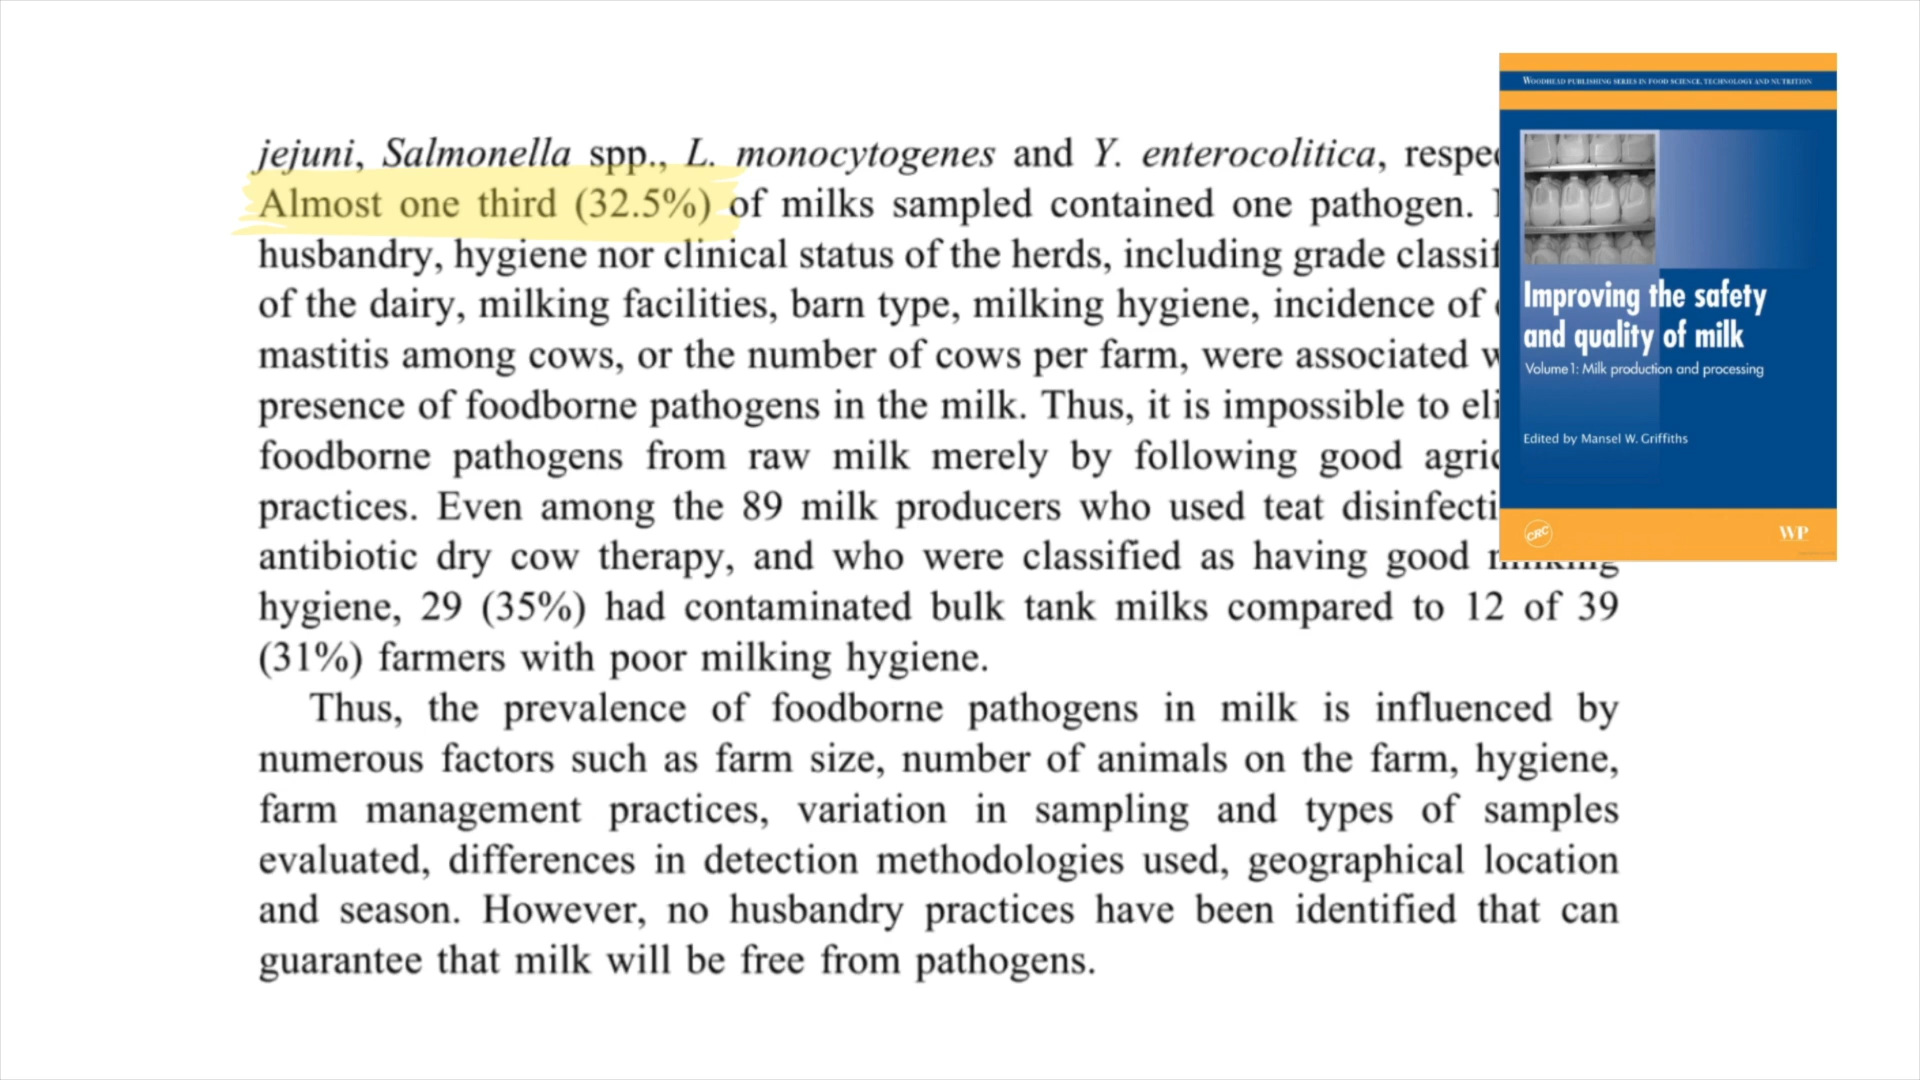 jejuni, Salmonella spp., L. monocytogenes and Y. enterocolitica,
Almost one third (32.5%) of milks sampled contained one pathogen.
husbandry, hygiene nor clinical status of the herds, including grade
of the dairy, milking facilities, barn type, milking hygiene, incidence of
mastitis among cows, or the number of cows per farm, were associated
presence of foodborne pathogens in the milk. Thus, it is impossible to
foodborne pathogens from raw milk merely by following good
practices. Even among the 89 milk producers who used teat
antibiotic dry cow therapy, and who were classified as having good
hygiene, 29 (35%) had contaminated bulk tank milks compared to 12 of 39
(31%) farmers with poor milking hygiene.
Thus, the prevalence of foodborne pathogens in milk is influenced by
numerous factors such as farm size, number of animals on the farm, hygiene,
farm management practices, variation in sampling and types of samples
evaluated, differences in detection methodologies used, geographical location
and season. However, no husbandry practices have been identified that can
guarantee that milk will be free from pathogens.
WOODHEAD PUBLISHING SERIES IN FOOD SCIENCE, TECHNOLOGY AND NUTRITION
Improving the safety
and quality of milk
Volume 1: Milk production and processing
Edited by Mansel W. Griffiths
CRC
WP